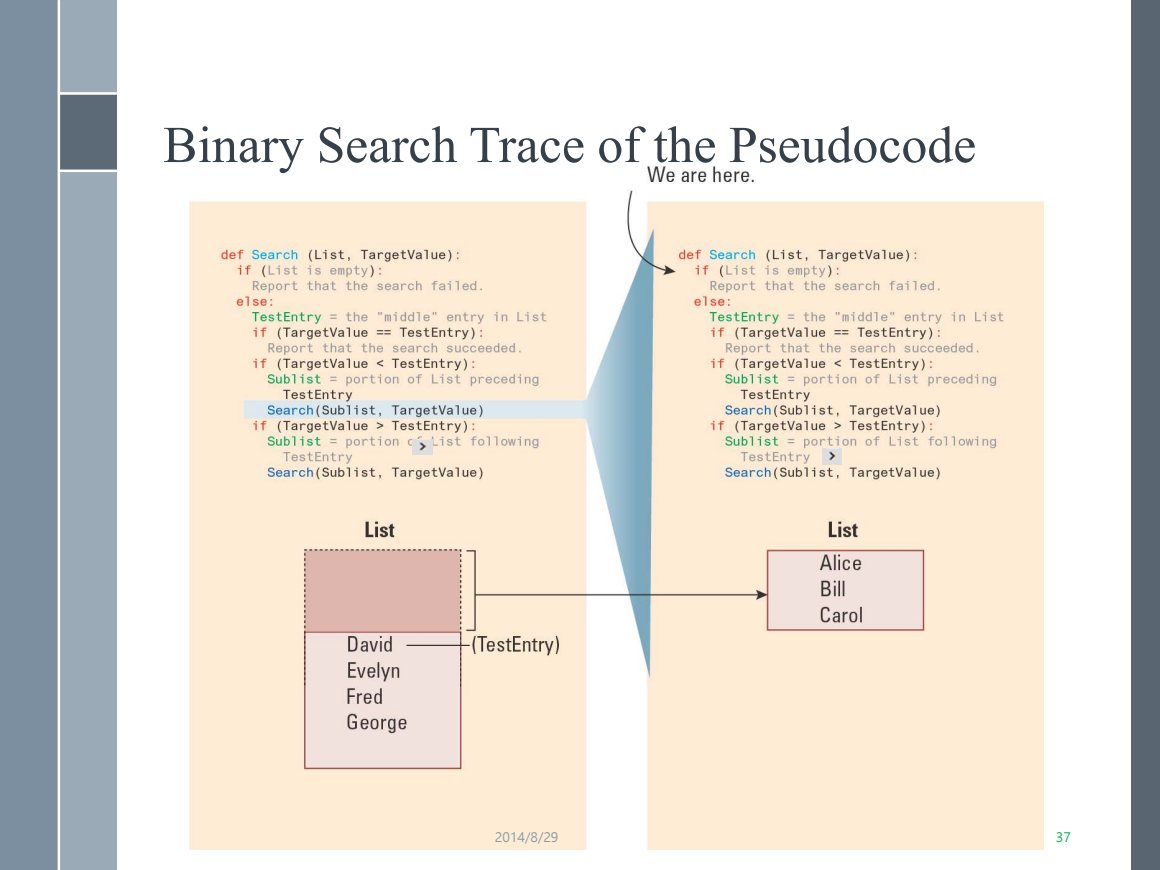 Binary Search Trace of the Pseudocode
We are here.
def Search (List, TargetValue):
if (List is empty):
Report that the search failed.
else:
TestEntry = the "middle" entry in List
if (TargetValue == TestEntry):
Report that the search succeeded.
if (TargetValue < TestEntry):
Sublist = portion of List preceding
TestEntry
Search(Sublist, TargetValue)
if (TargetValue > TestEntry):
Sublist = portion of List following
TestEntry
Search(Sublist, TargetValue)
List
David
(TestEntry)
Evelyn
Fred
George
def Search (List, TargetValue):
if (List is empty):
Report that the search failed.
else:
TestEntry = the "middle" entry in List
if (TargetValue == TestEntry):
Report that the search succeeded.
if (TargetValue < TestEntry):
Sublist = portion of List preceding
TestEntry
Search(Sublist, TargetValue)
if (TargetValue > TestEntry):
Sublist = portion of List following
TestEntry
Search(Sublist, TargetValue)
List
Alice
Bill
Carol
2014/8/29
37